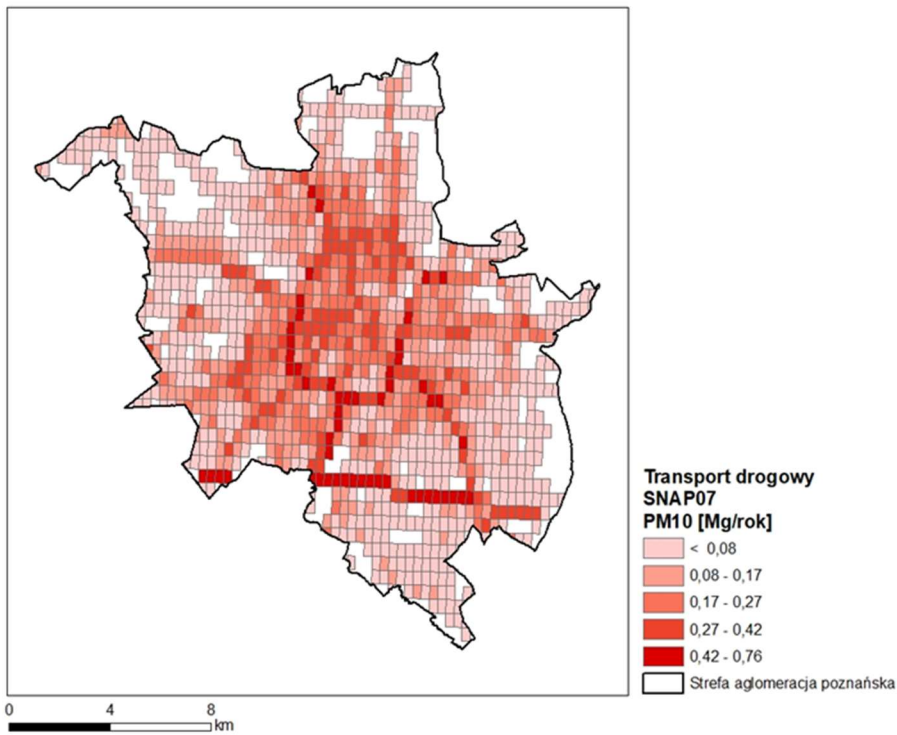 Transport drogowy
SNAP07
PM10 [Mg/rok]
< 0,08
0,08 - 0,17
0,17 - 0,27
0,27 - 0,42
0,42 - 0,76
Strefa aglomeracja poznańska
0 4 8
km